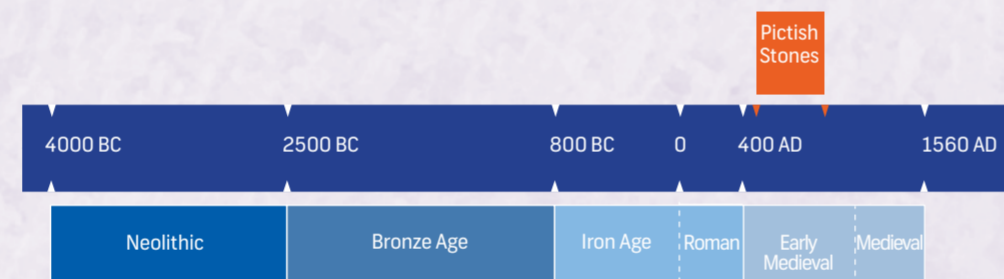 Pictish
Stones
4000 BC
2500 BC
800 BC
0
400 AD
1560 AD
Neolithic
Bronze Age
Iron Age
Roman
Early
Medieval
Medieval